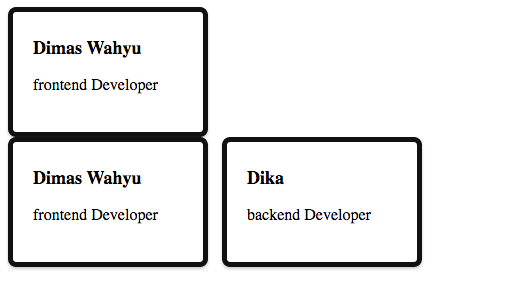 Dimas Wahyu
frontend Developer
Dimas Wahyu
frontend Developer
Dika
backend Developer